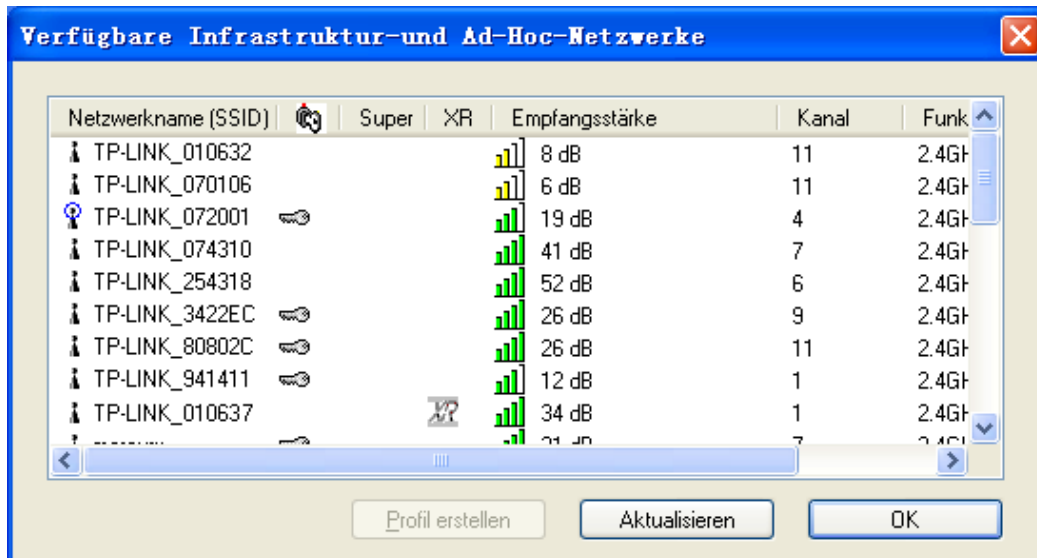 Verfügbare Infrastruktur-und Ad-Hoc-Netzwerke
Netzwerkname (SSID) Super XR Empfangsstärke Kanal Funk
TP-LINK_010632 8 dB 11 2.4GH
TP-LINK_070106 6 dB 11 2.4GH
TP-LINK_072001 19 dB 4 2.4GH
TP-LINK_074310 41 dB 7 2.4GH
TP-LINK_254318 52 dB 6 2.4GH
TP-LINK_3422EC 26 dB 9 2.4GH
TP-LINK_80802C 26 dB 11 2.4GH
TP-LINK_941411 12 dB 1 2.4GH
TP-LINK_010637 XR 34 dB 1 2.4GH
Profil erstellen Aktualisieren OK